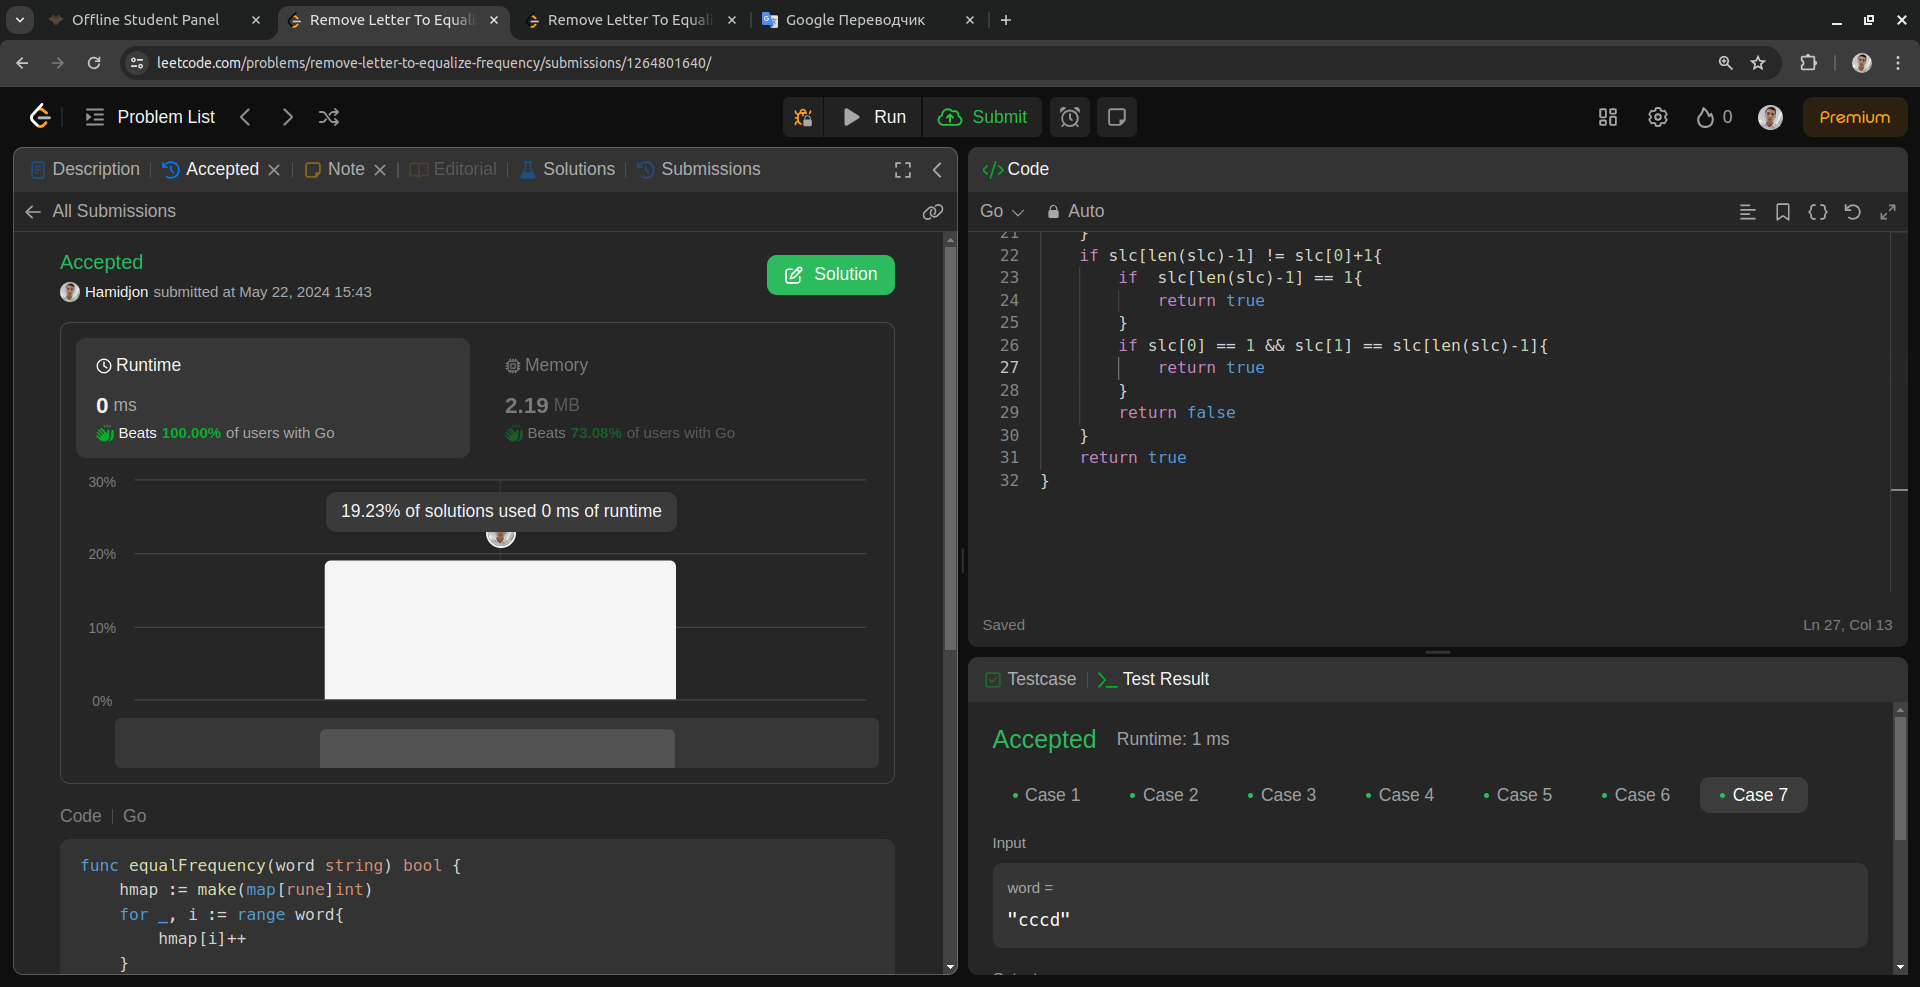 Offline Student Panel
Remove Letter To Equali
Remove Letter To Equali
Google Переводчик
leetcode.com/problems/remove-letter-to-equalize-frequency/submissions/1264801640/
Problem List
Run
Submit
0
Premium
Description
Accepted
Note
Editorial
Solutions
Submissions
All Submissions
Accepted
Hamidjon submitted at May 22, 2024 15:43
Solution
Runtime
0 ms
Beats 100.00% of users with Go
Memory
2.19 MB
Beats 73.08% of users with Go
30%
19.23% of solutions used 0 ms of runtime
20%
10%
0%
Code
Go
func equalFrequency(word string) bool {
hmap := make(map[rune]int)
for _, i := range word{
hmap[i]++
}
Code
Go
Auto
21 }
22 if slc[len(slc)-1] != slc[0]+1{
23 if  slc[len(slc)-1] == 1{
24 return true
25 }
26 if slc[0] == 1 && slc[1] == slc[len(slc)-1]{
27 return true
28 }
29 return false
30 }
31 return true
32 }
Saved
Ln 27, Col 13
Testcase
Test Result
Accepted
Runtime: 1 ms
Case 1
Case 2
Case 3
Case 4
Case 5
Case 6
Case 7
Input
word =
"cccd"